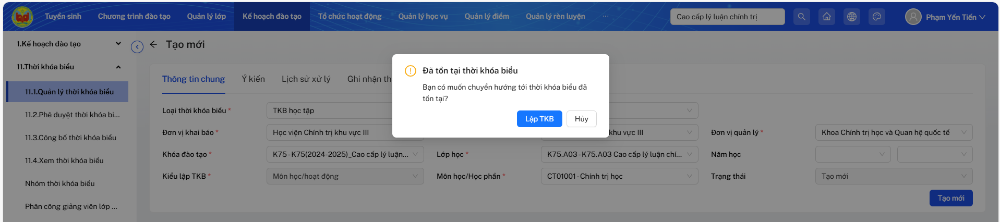 Tuyển sinh Chương trình đào tạo Quản lý lớp Kế hoạch đào tạo Tổ chức hoạt động Quản lý học vụ Quản lý điểm Quản lý rèn luyện ··· Cao cấp lý luận chính trị Phạm Yến Tiến
1.Kế hoạch đào tạo
11.Thời khóa biểu
11.1.Quản lý thời khóa biểu
11.2.Phê duyệt thời khóa bi...
11.3.Công bố thời khóa biểu
11.4.Xem thời khóa biểu
Nhóm thời khóa biểu
Phân công giảng viên lớp ...
Tạo mới
Thông tin chung Ý kiến Lịch sử xử lý Ghi nhận
Đã tồn tại thời khóa biểu
Bạn có muốn chuyển hướng tới thời khóa biểu đã
tồn tại?
Lập TKB Hủy
Loại thời khóa biểu * TKB học tập
Đơn vị khai báo * Học viện Chính trị khu vực III khu vực III Đơn vị quản lý * Khoa Chính trị học và Quan hệ quốc tế
Khóa đào tạo * K75 - K75(2024-2025)_Cao cấp lý luận... Lớp học * K75.A03 - K75.A03 Cao cấp lý luận chí... Năm học
Kiểu lập TKB * Môn học/hoạt động Môn học/Học phần * CT01001 - Chính trị học Trạng thái Tạo mới
Tạo mới